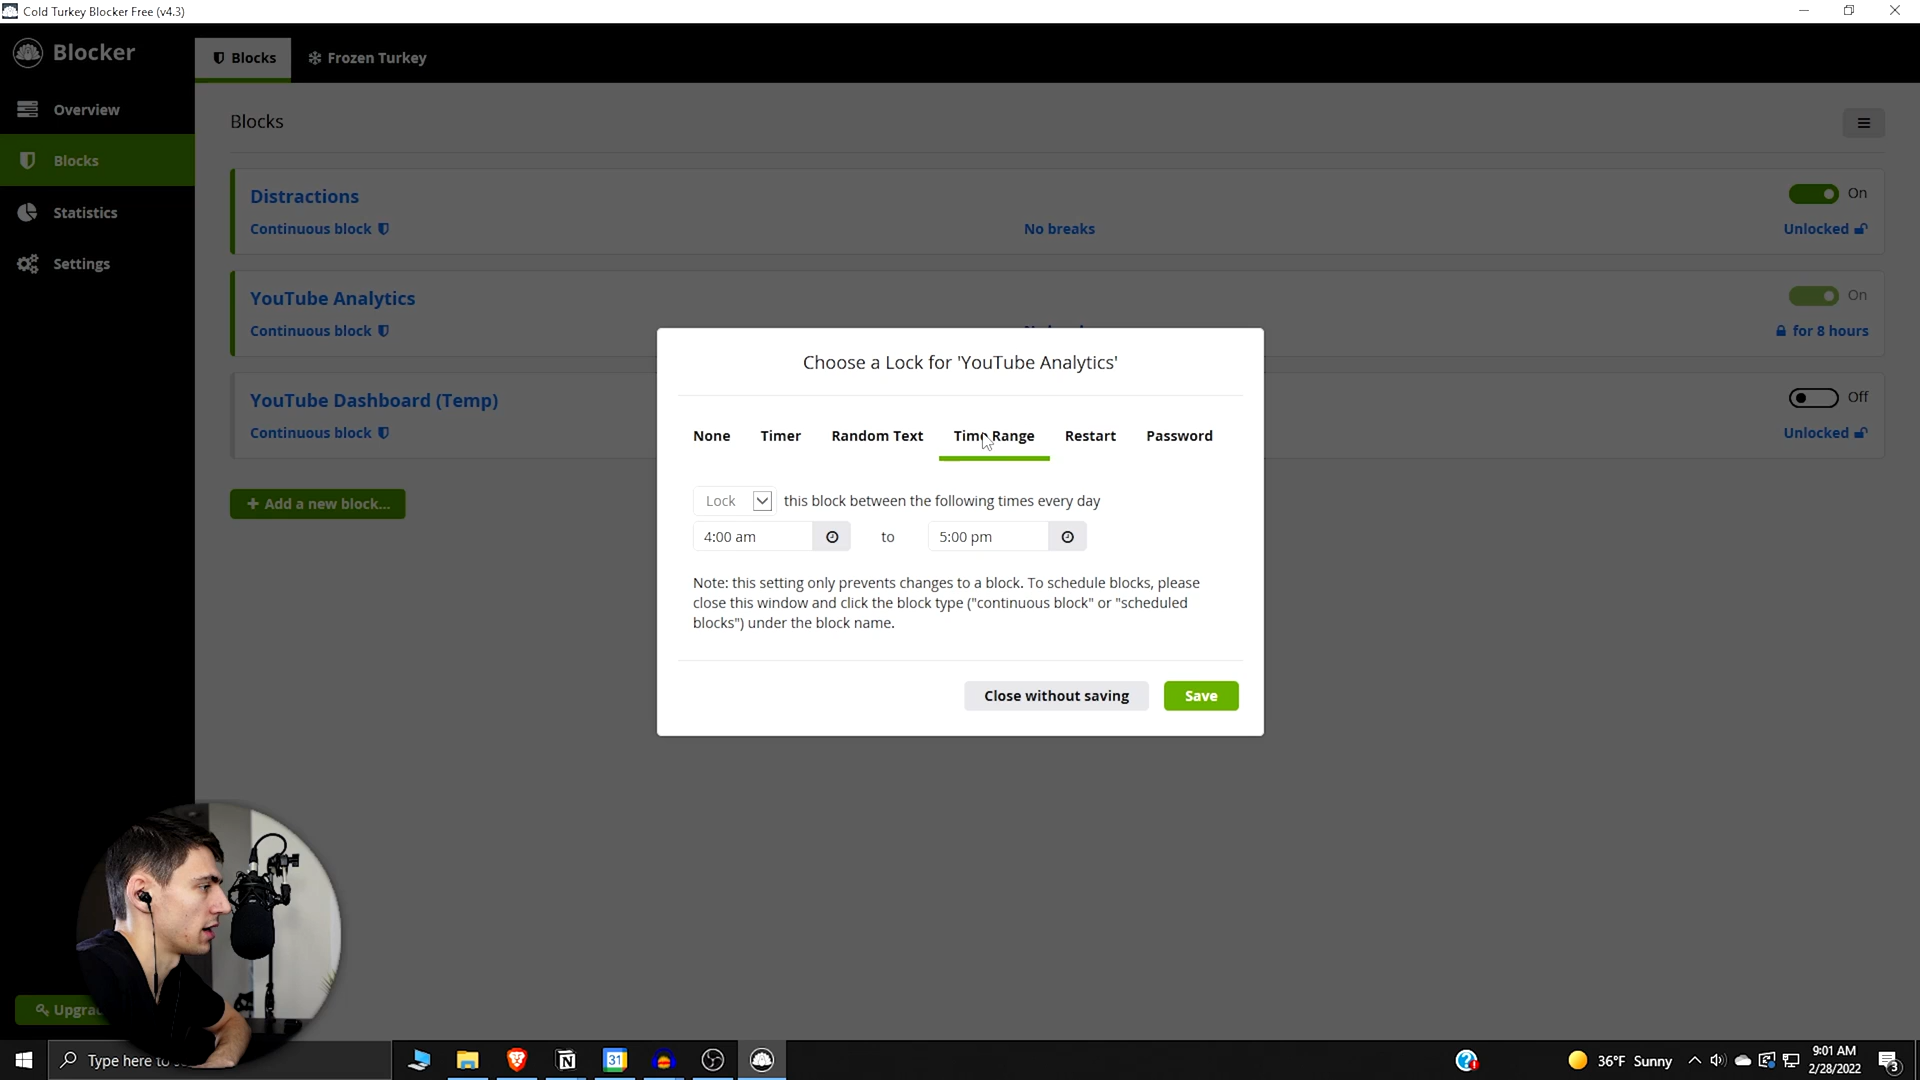 Cold Turkey Blocker Free (v4.3)
Blocker
Blocks
Frozen Turkey
Overview
Blocks
Statistics
Settings
Blocks
Distractions
On
Continuous block
No breaks
Unlocked
YouTube Analytics
On
Continuous block
for 8 hours
YouTube Dashboard (Temp)
Off
Continuous block
Unlocked
+ Add a new block...
Choose a Lock for 'YouTube Analytics'
None Timer Random Text Time Range Restart Password
Lock this block between the following times every day
4:00 am to 5:00 pm
Note: this setting only prevents changes to a block. To schedule blocks, please
close this window and click the block type ("continuous block" or "scheduled
blocks") under the block name.
Close without saving
Save
Type here to
31
36°F Sunny
9:01 AM
2/28/2022
3